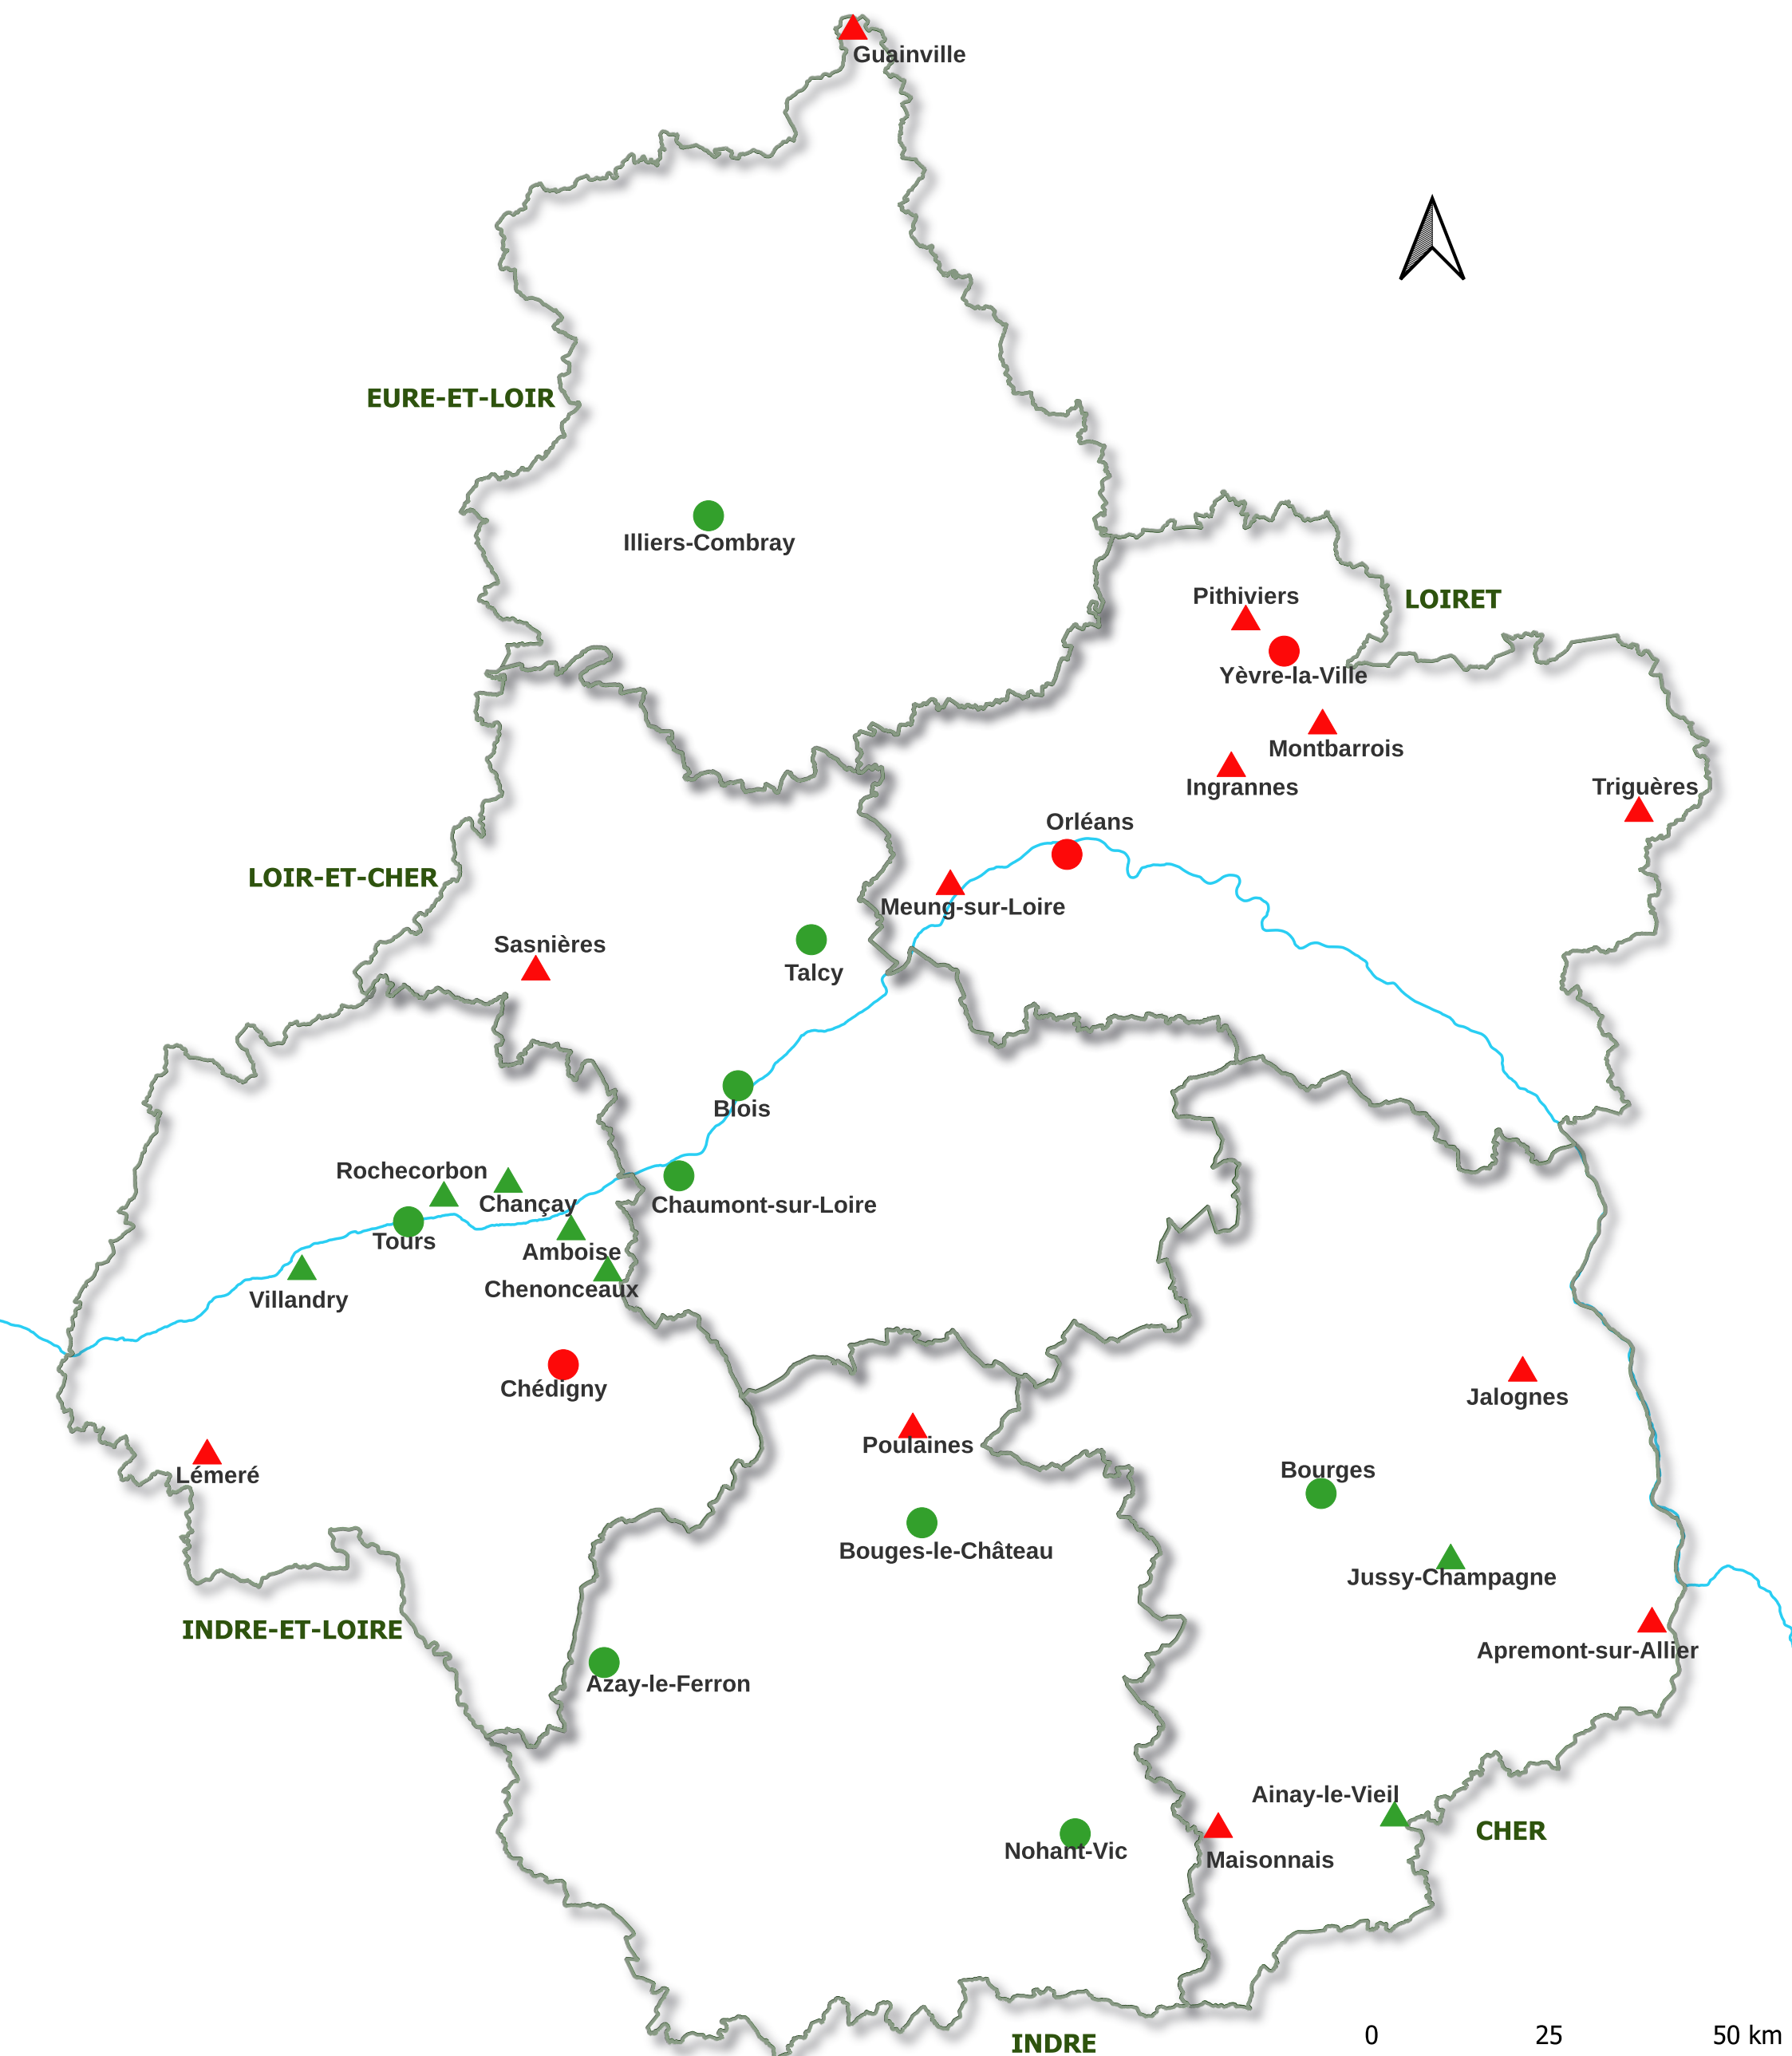 Guainville
EURE-ET-LOIR
Illiers-Combray
Pithiviers
LOIRET
Yèvre-la-Ville
Montbarrois
Ingrannes
Triguères
Orléans
LOIR-ET-CHER
Meung-sur-Loire
Sasnières
Talcy
Blois
Rochecorbon
Chançay
Chaumont-sur-Loire
Tours
Amboise
Chenonceaux
Villandry
Chédigny
Jalognes
Poulaines
Lémeré
Bourges
Bouges-le-Château
Jussy-Champagne
INDRE-ET-LOIRE
Apremont-sur-Allier
Azay-le-Ferron
Ainay-le-Vieil
CHER
Nohant-Vic
Maisonnais
INDRE
0 25 50 km